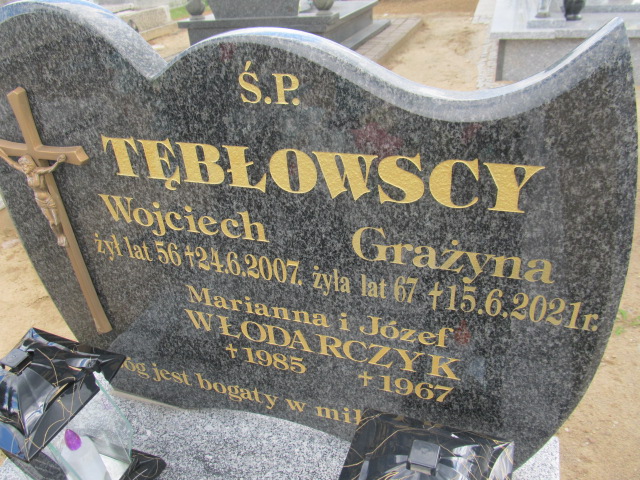 Ś.P.
TĘBŁOWSCY
Wojciech Grażyna
żył lat 56 +24.6.2007. żyła lat 67 +15.6.2021r.
Marianna i Józef
WŁODARCZYK
+1985 +1967
jest bogaty w